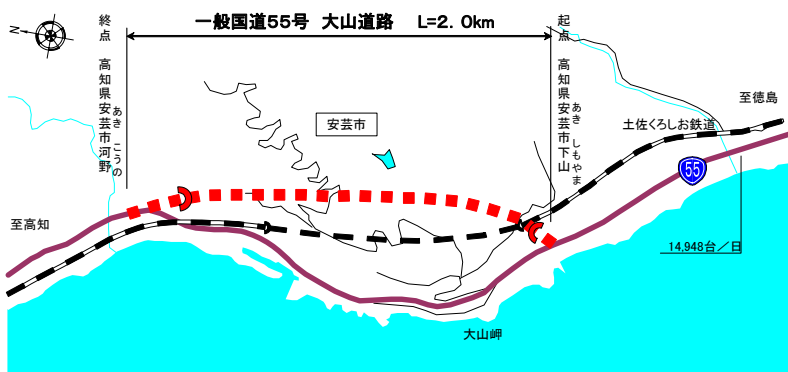 一般国道55号 大山道路 L=2.0km
N
終点 高知県安芸市河野
あき こうの
起点 高知県安芸市下山
あき しもやま
安芸市
至徳島
土佐くろしお鉄道
55
至高知
14,948台/日
大山岬